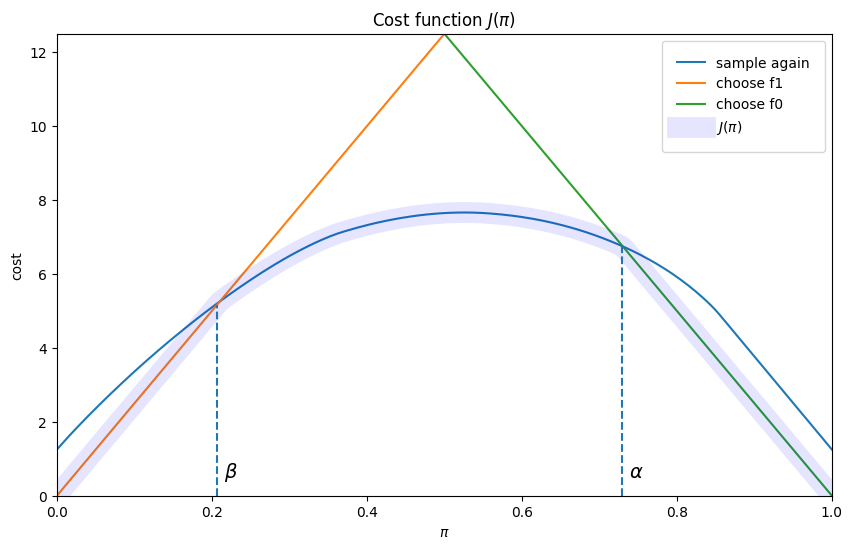 Cost function J(π)
12
10
8
6
4
2
0
cost
sample again
choose f1
choose f0
J(π)
β
α
0.0 0.2 0.4 0.6 0.8 1.0
π